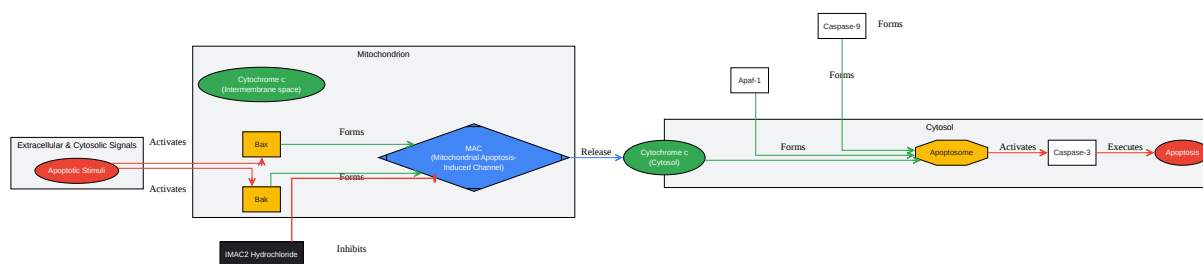 Caspase-9
Forms
Mitochondrion
Cytochrome c
(Intermembrane space)
Apaf-1
Forms
Extracellular & Cytosolic Signals
Apoptotic Stimuli
Activates
Activates
Bax
Bak
Forms
Forms
MAC
(Mitochondrial Apoptosis-
Induced Channel)
Release
Cytosol
Cytochrome c
(Cytosol)
Forms
Apoptosome
Activates
Caspase-3
Executes
Apoptosis
IMAC2 Hydrochloride
Inhibits